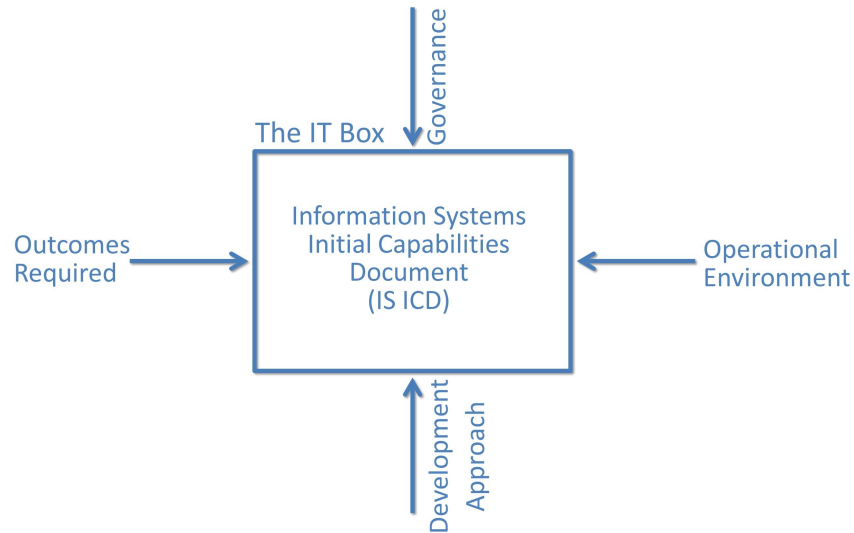 Governance
The IT Box
Information Systems
Initial Capabilities
Document
(IS ICD)
Outcomes
Required
Operational
Environment
Development
Approach